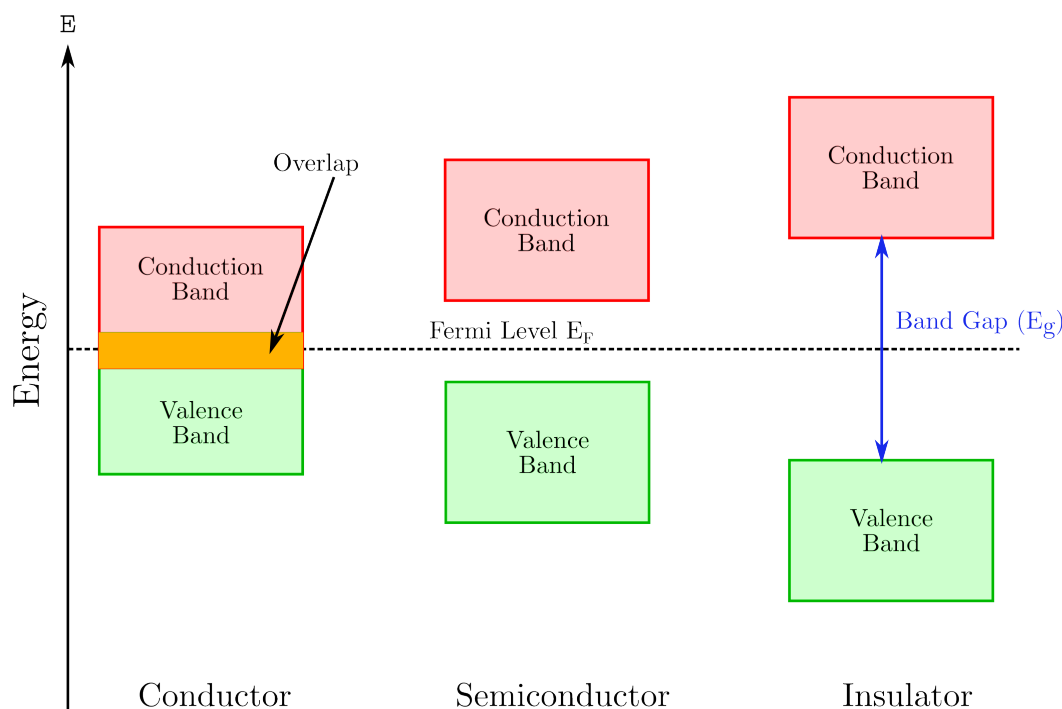 E
Energy
Overlap
Conduction
Band
Valence
Band
Conduction
Band
Fermi Level E_F
Valence
Band
Conduction
Band
Band Gap (E_g)
Valence
Band
Conductor
Semiconductor
Insulator